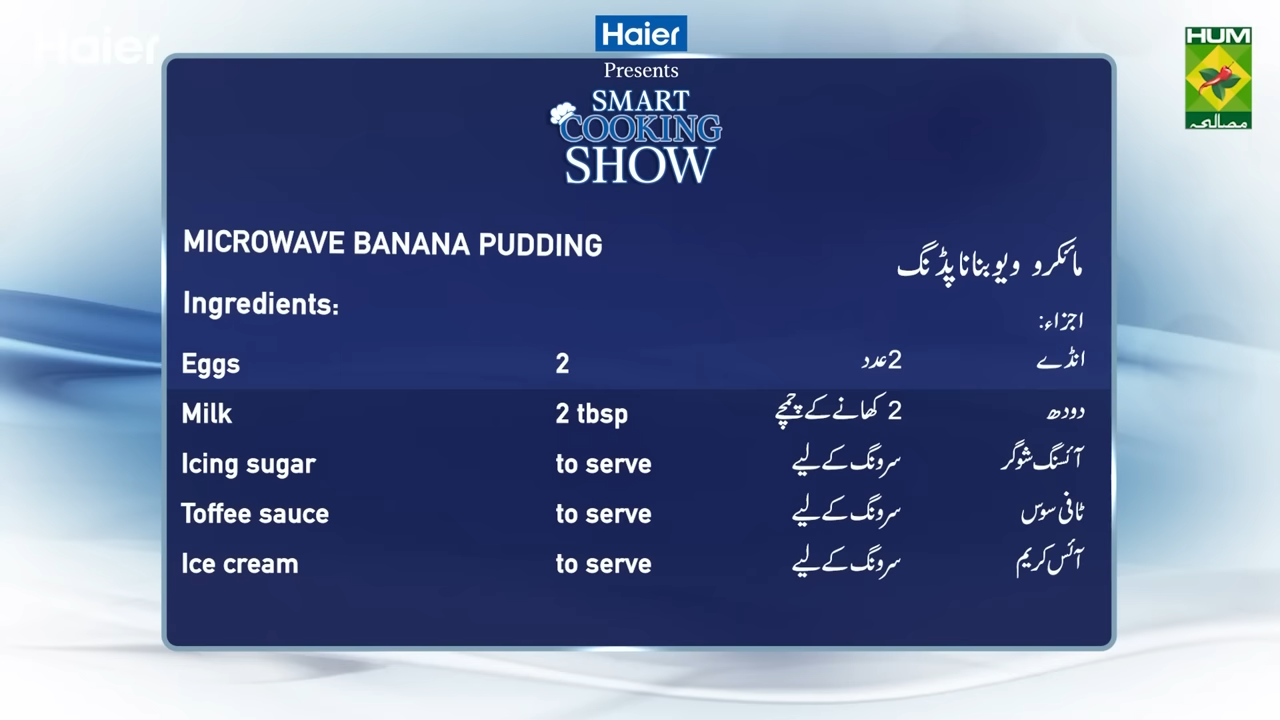 Haier
Haier
HUM
مصالحہ
Presents
SMART
COOKING
SHOW
MICROWAVE BANANA PUDDING
مائکرو ویو بنانا پڈنگ
Ingredients:
اجزاء:
Eggs 2 2 عدد انڈے
Milk 2 tbsp 2 کھانے کے چمچے دودھ
Icing sugar to serve سرونگ کے لیے آئسنگ شوگر
Toffee sauce to serve سرونگ کے لیے ٹافی سوس
Ice cream to serve سرونگ کے لیے آئس کریم